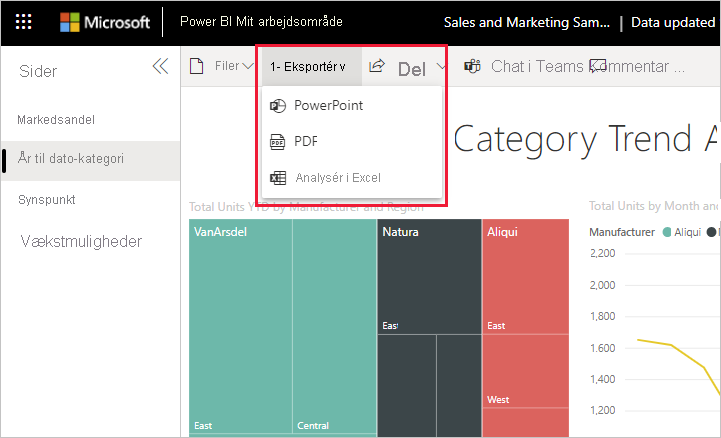 Microsoft Power BI Mit arbejdsområde Sales and Marketing Sam... Data updated
Sider
Markedsandel
År til dato-kategori
Synspunkt
Vækstmuligheder
Filer 1- Eksportér v Del Chat i Teams Kommentar ...
PowerPoint
PDF
Analysér i Excel
Category Trend A
Total Units YTD by Manufacturer and Region
VanArsdel
East
Central
Natura
East
Aliqui
East
West
Total Units by Month and
Manufacturer Aliqui
2,200
2,000
1.800
1.600
1,400
1,200